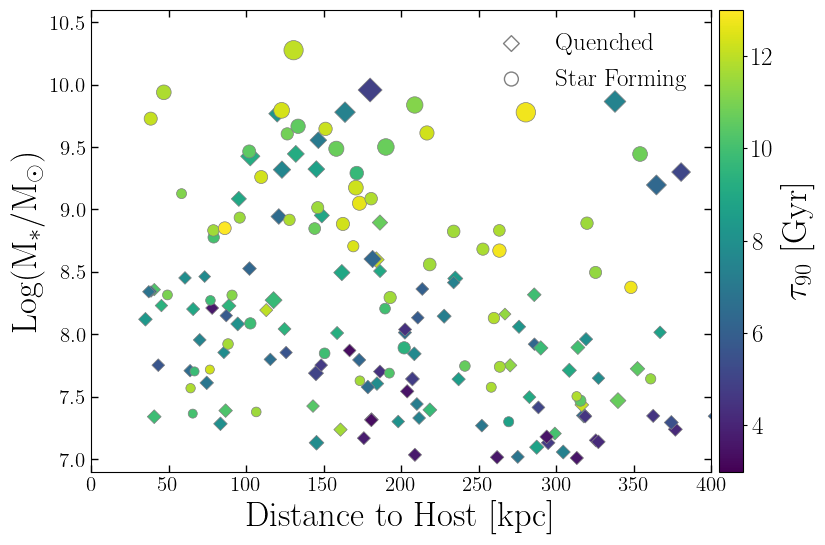 10.5
10.0
9.5
9.0
8.5
8.0
7.5
7.0
Log(M*/M⊙)
0 50 100 150 200 250 300 350 400
Distance to Host [kpc]
Quenched
Star Forming
12
10
8
6
4
τ90 [Gyr]